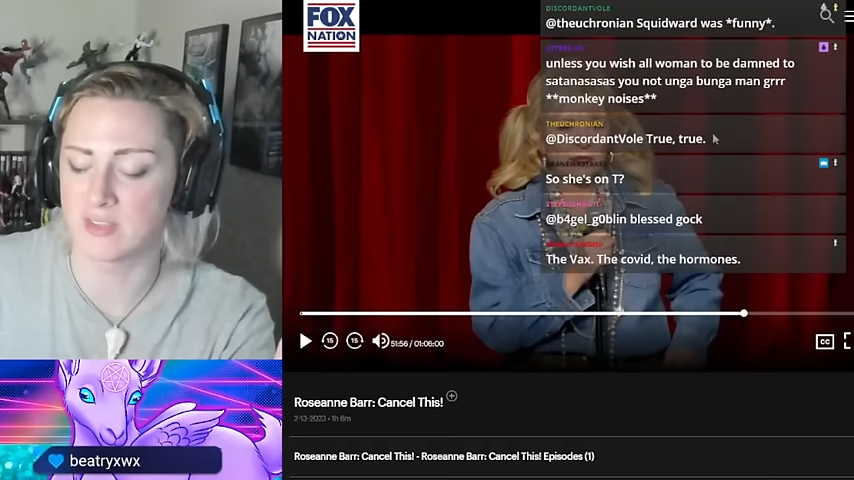 FOX
NATION
DISCORDANTVOLE
@theuchronian Squidward was *funny*.
unless you wish all woman to be damned to
satanasasas you not unga bunga man grrr
**monkey noises**
THEUCHRONIAN
@DiscordantVole True, true.
So she's on T?
@b4gel_g0blin blessed gock
The Vax. The covid, the hormones.
15
15
51:56 / 01:06:00
CC
Roseanne Barr: Cancel This!
2-13-2023 • 1h 6m
Roseanne Barr: Cancel This! - Roseanne Barr: Cancel This! Episodes (1)
beatryxwx